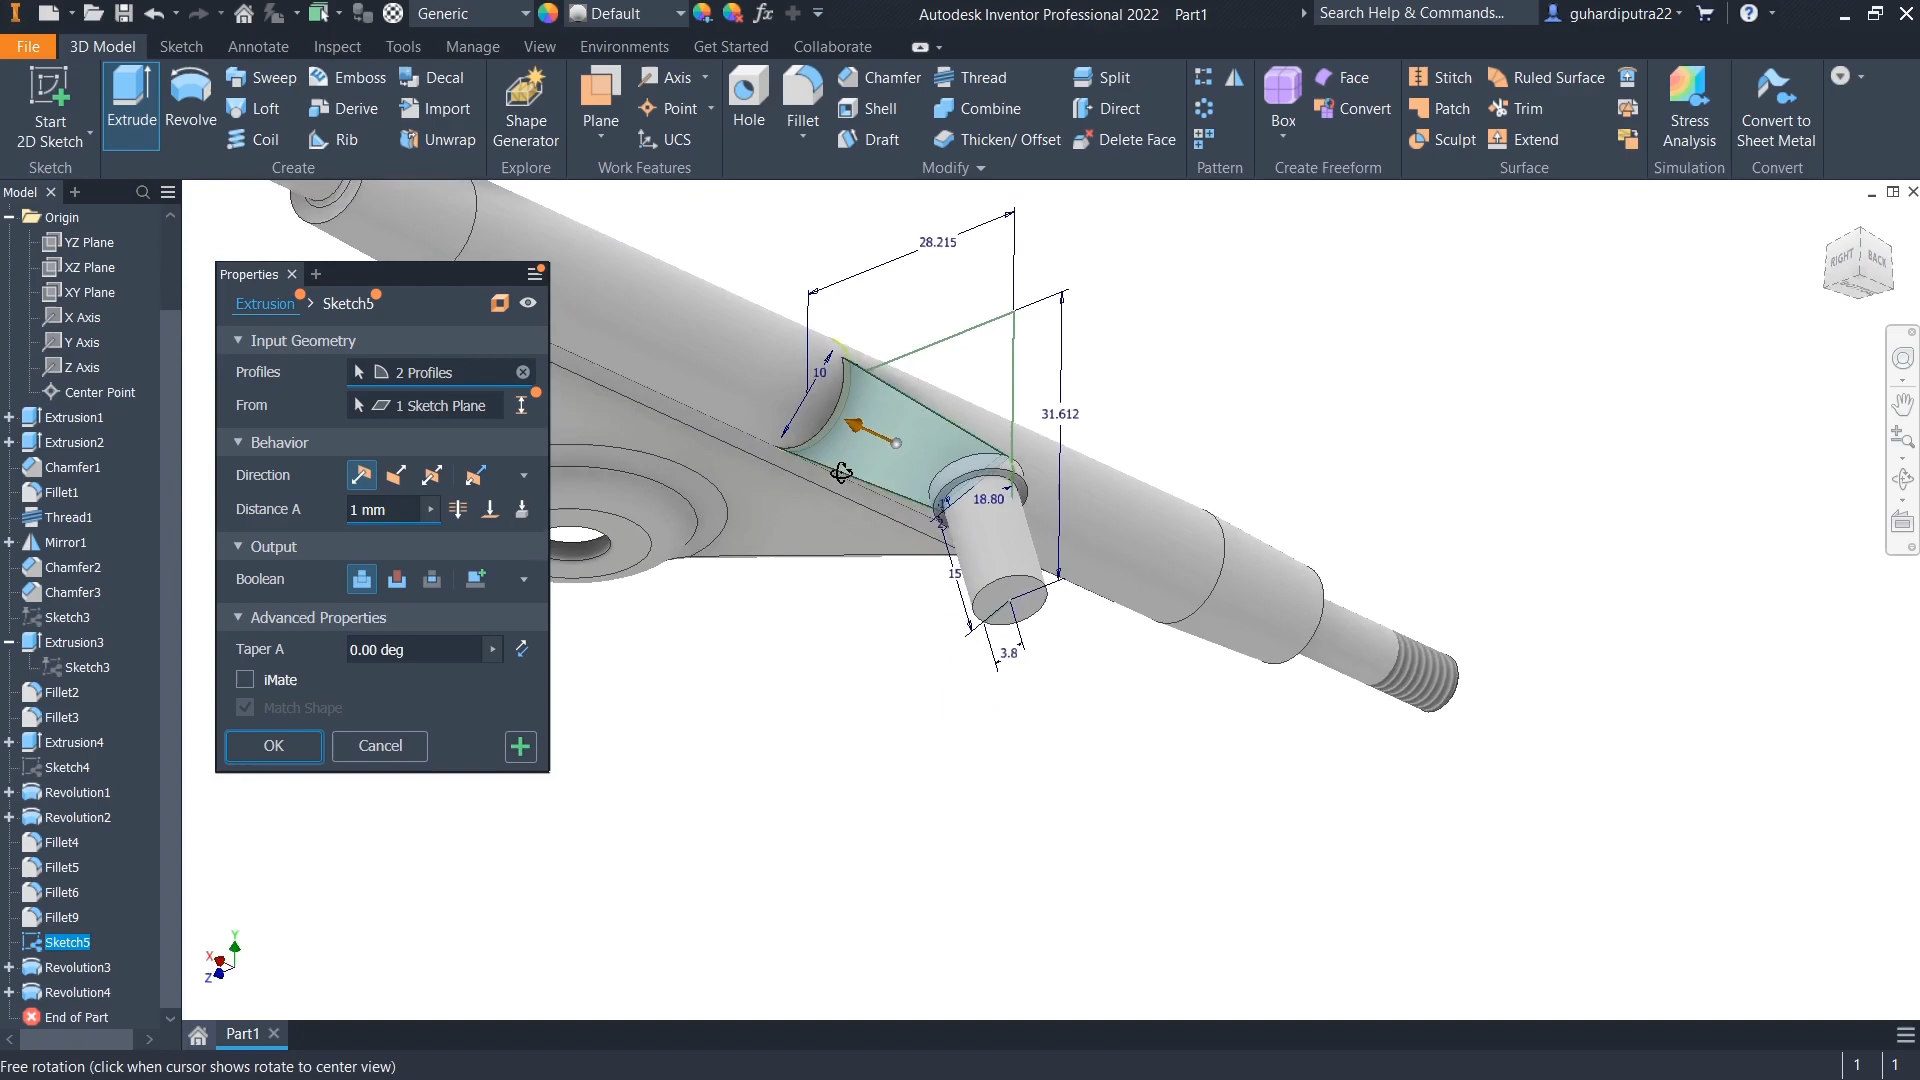 Generic
Default
fx
Autodesk Inventor Professional 2022 Part1
Search Help & Commands...
guhardiputra22
File
3D Model
Sketch
Annotate
Inspect
Tools
Manage
View
Environments
Get Started
Collaborate
Start
2D Sketch
Extrude
Revolve
Sweep
Emboss
Decal
Loft
Derive
Import
Coil
Rib
Unwrap
Shape
Generator
Plane
Axis
Point
UCS
Hole
Fillet
Chamfer
Thread
Split
Shell
Combine
Direct
Draft
Thicken/ Offset
Delete Face
Box
Face
Convert
Stitch
Ruled Surface
Patch
Trim
Sculpt
Extend
Stress
Analysis
Convert to
Sheet Metal
Sketch
Create
Explore
Work Features
Modify
Pattern
Create Freeform
Surface
Simulation
Convert
Model
Origin
YZ Plane
XZ Plane
XY Plane
X Axis
Y Axis
Z Axis
Center Point
Extrusion1
Extrusion2
Chamfer1
Fillet1
Thread1
Mirror1
Chamfer2
Chamfer3
Sketch3
Extrusion3
Sketch3
Fillet2
Fillet3
Extrusion4
Sketch4
Revolution1
Revolution2
Fillet4
Fillet5
Fillet6
Fillet9
Sketch5
Revolution3
Revolution4
End of Part
Properties
Extrusion > Sketch5
Input Geometry
Profiles
2 Profiles
From
1 Sketch Plane
Behavior
Direction
Distance A
1 mm
Output
Boolean
Advanced Properties
Taper A
0.00 deg
iMate
Match Shape
OK
Cancel
28.215
10
31.612
18.80
15
3.8
RIGHT
BACK
Y
X
Z
Part1
Free rotation (click when cursor shows rotate to center view)
1
1